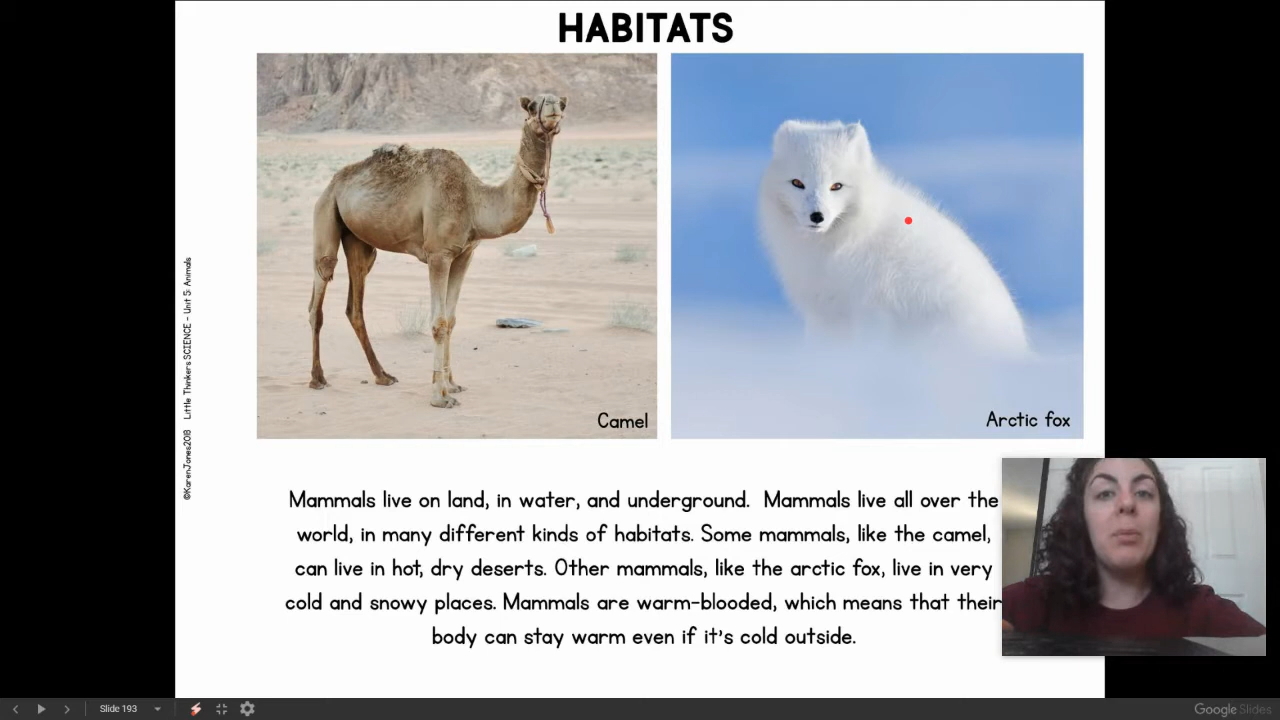 HABITATS
Camel
Arctic fox
©KarenJones2018 Little Thinkers SCIENCE - Unit 5: Animals
Mammals live on land, in water, and underground. Mammals live all over the
world, in many different kinds of habitats. Some mammals, like the camel,
can live in hot, dry deserts. Other mammals, like the arctic fox, live in very
cold and snowy places. Mammals are warm-blooded, which means that their
body can stay warm even if it's cold outside.
Slide 193
Google Slides